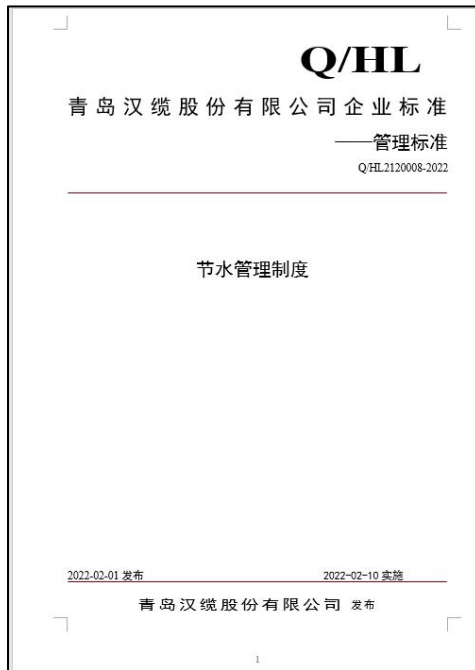 Q/HL
青岛汉缆股份有限公司企业标准
——管理标准
Q/HL2120008-2022
节水管理制度
2022-02-01 发布 2022-02-10 实施
青岛汉缆股份有限公司 发布
1